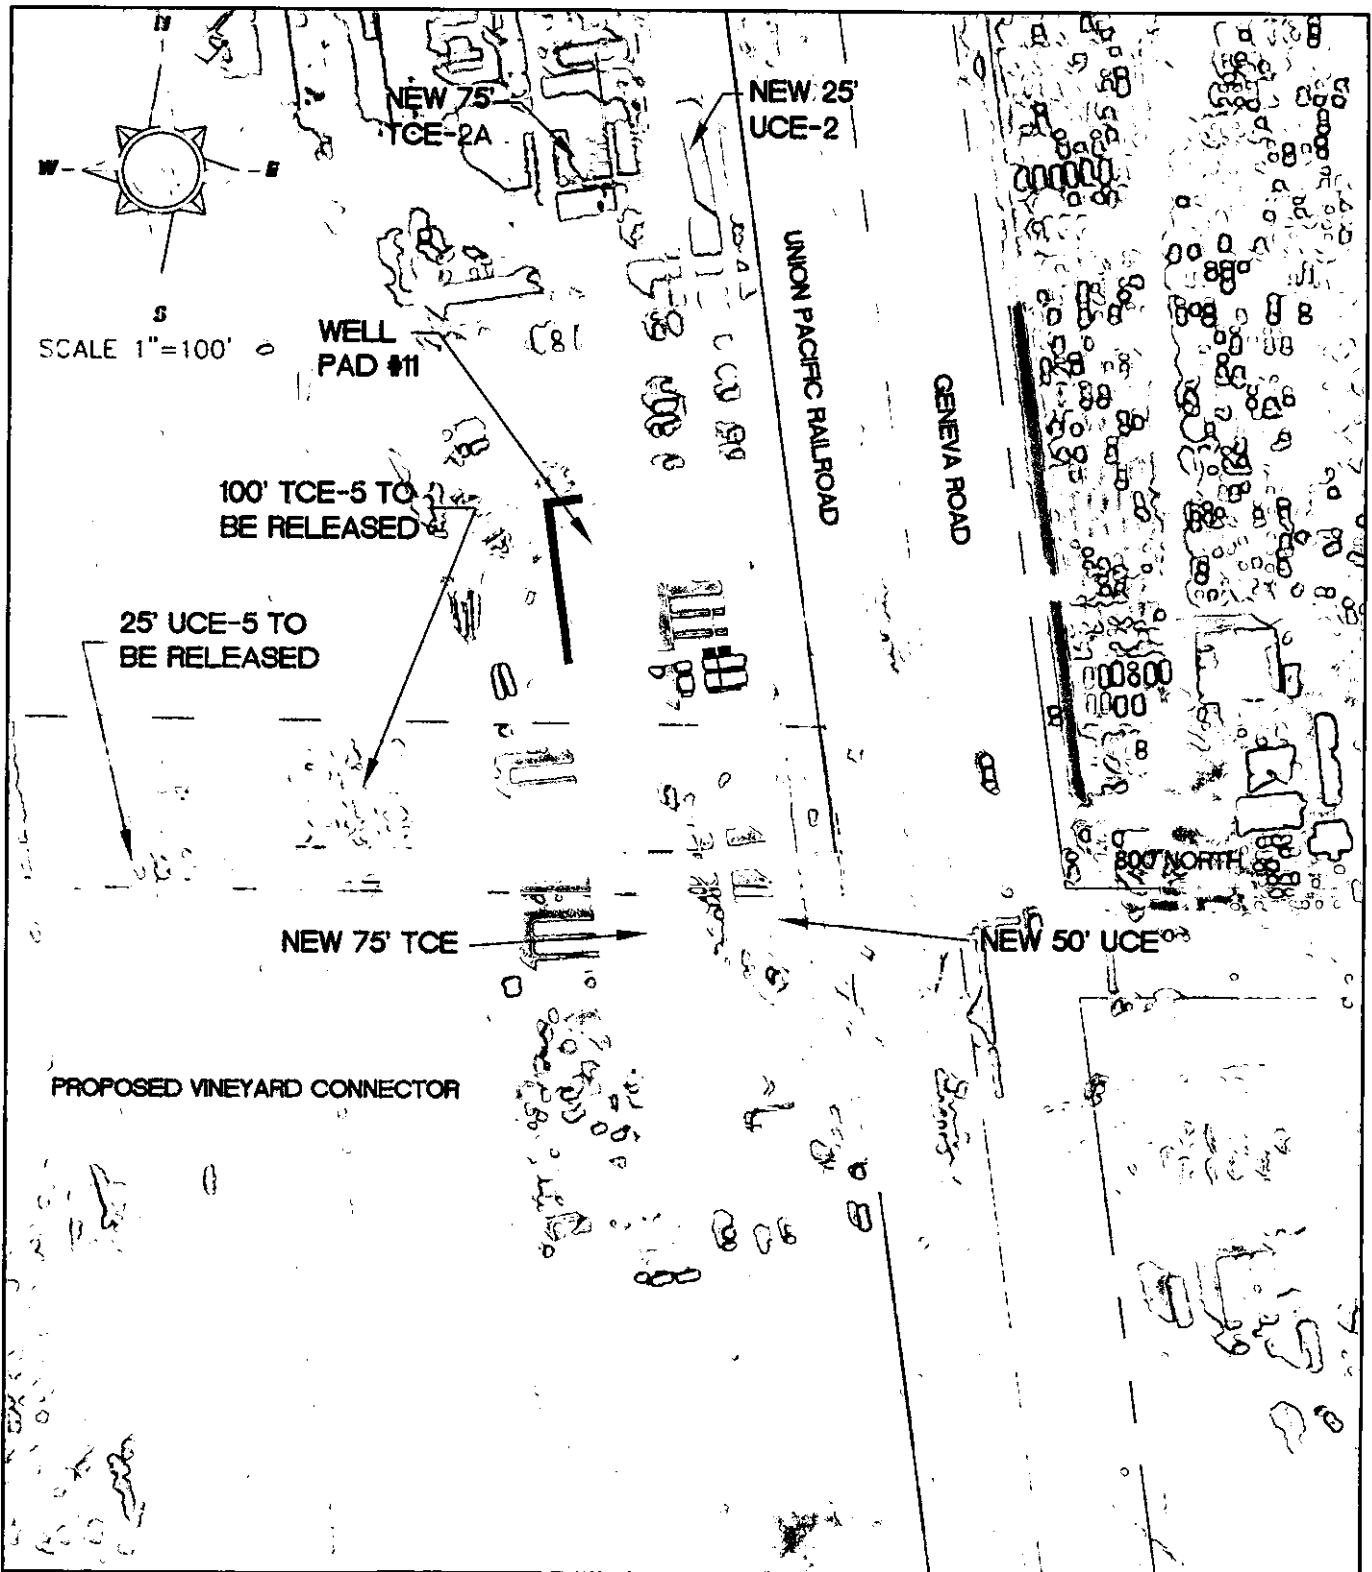 N
NEW 75'
TCE-2A
NEW 25'
UCE-2
W
E
S
SCALE 1"=100'
WELL
PAD #11
UNION PACIFIC RAILROAD
GENEVA ROAD
100' TCE-5 TO
BE RELEASED
25' UCE-5 TO
BE RELEASED
750
800 NORTH
NEW 75' TCE
NEW 50' UCE
PROPOSED VINEYARD CONNECTOR